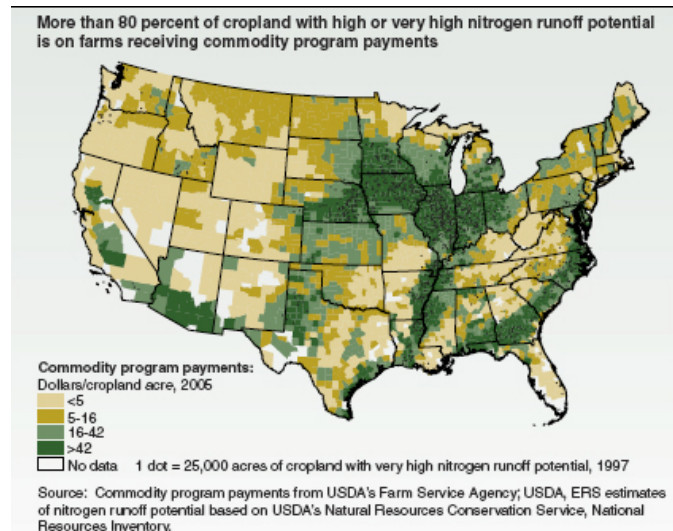 More than 80 percent of cropland with high or very high nitrogen runoff potential
is on farms receiving commodity program payments
Commodity program payments:
Dollars/cropland acre, 2005
<5
5-16
16-42
>42
No data 1 dot = 25,000 acres of cropland with very high nitrogen runoff potential, 1997
Source: Commodity program payments from USDA's Farm Service Agency; USDA, ERS estimates
of nitrogen runoff potential based on USDA's Natural Resources Conservation Service, National
Resources Inventory.